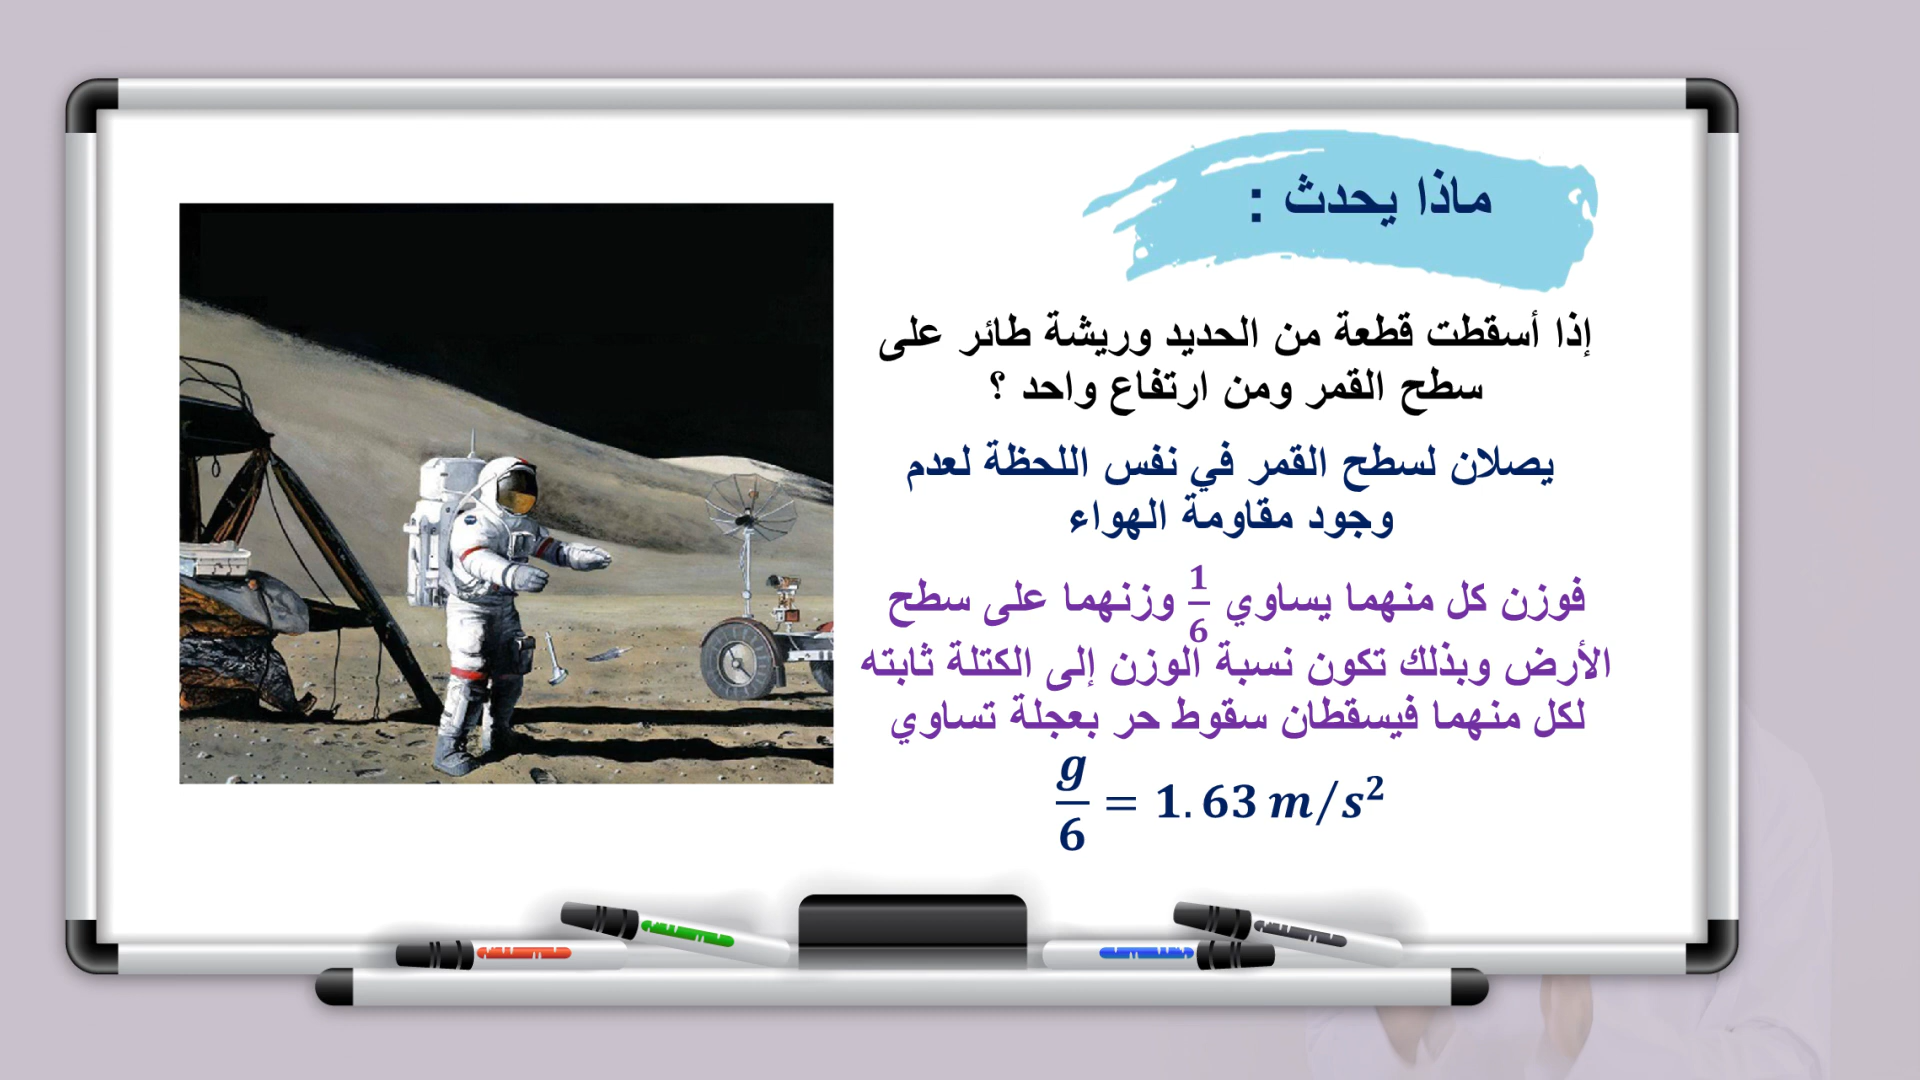 ماذا يحدث :
إذا أسقطت قطعة من الحديد وريشة طائر على
سطح القمر ومن ارتفاع واحد ؟
يصلان لسطح القمر في نفس اللحظة لعدم
وجود مقاومة الهواء
فوزن كل منهما يساوي 1/6 وزنهما على سطح
الأرض وبذلك تكون نسبة الوزن إلى الكتلة ثابته
لكل منهما فيسقطان سقوط حر بعجلة تساوي
g/6 = 1.63 m/s²